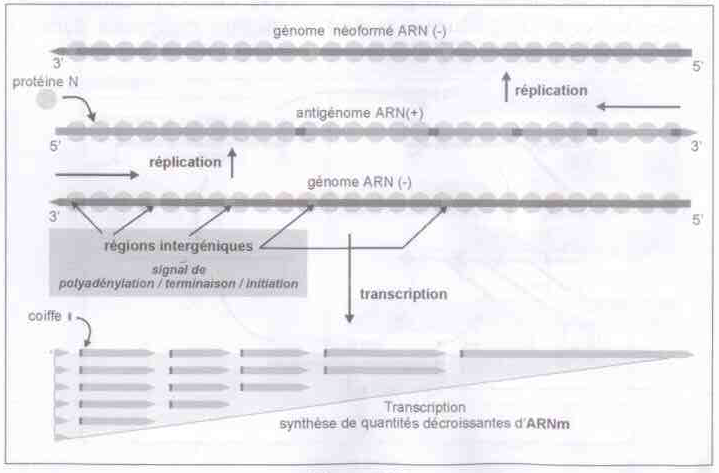 génome néoformé ARN (-)
3'
5'
protéine N
réplication
antigénome ARN(+)
5'
3'
réplication
génome ARN (-)
3'
5'
régions intergéniques
signal de
polyadénylation / terminaison / initiation
transcription
coiffe
Transcription
synthèse de quantités décroissantes d'ARNm